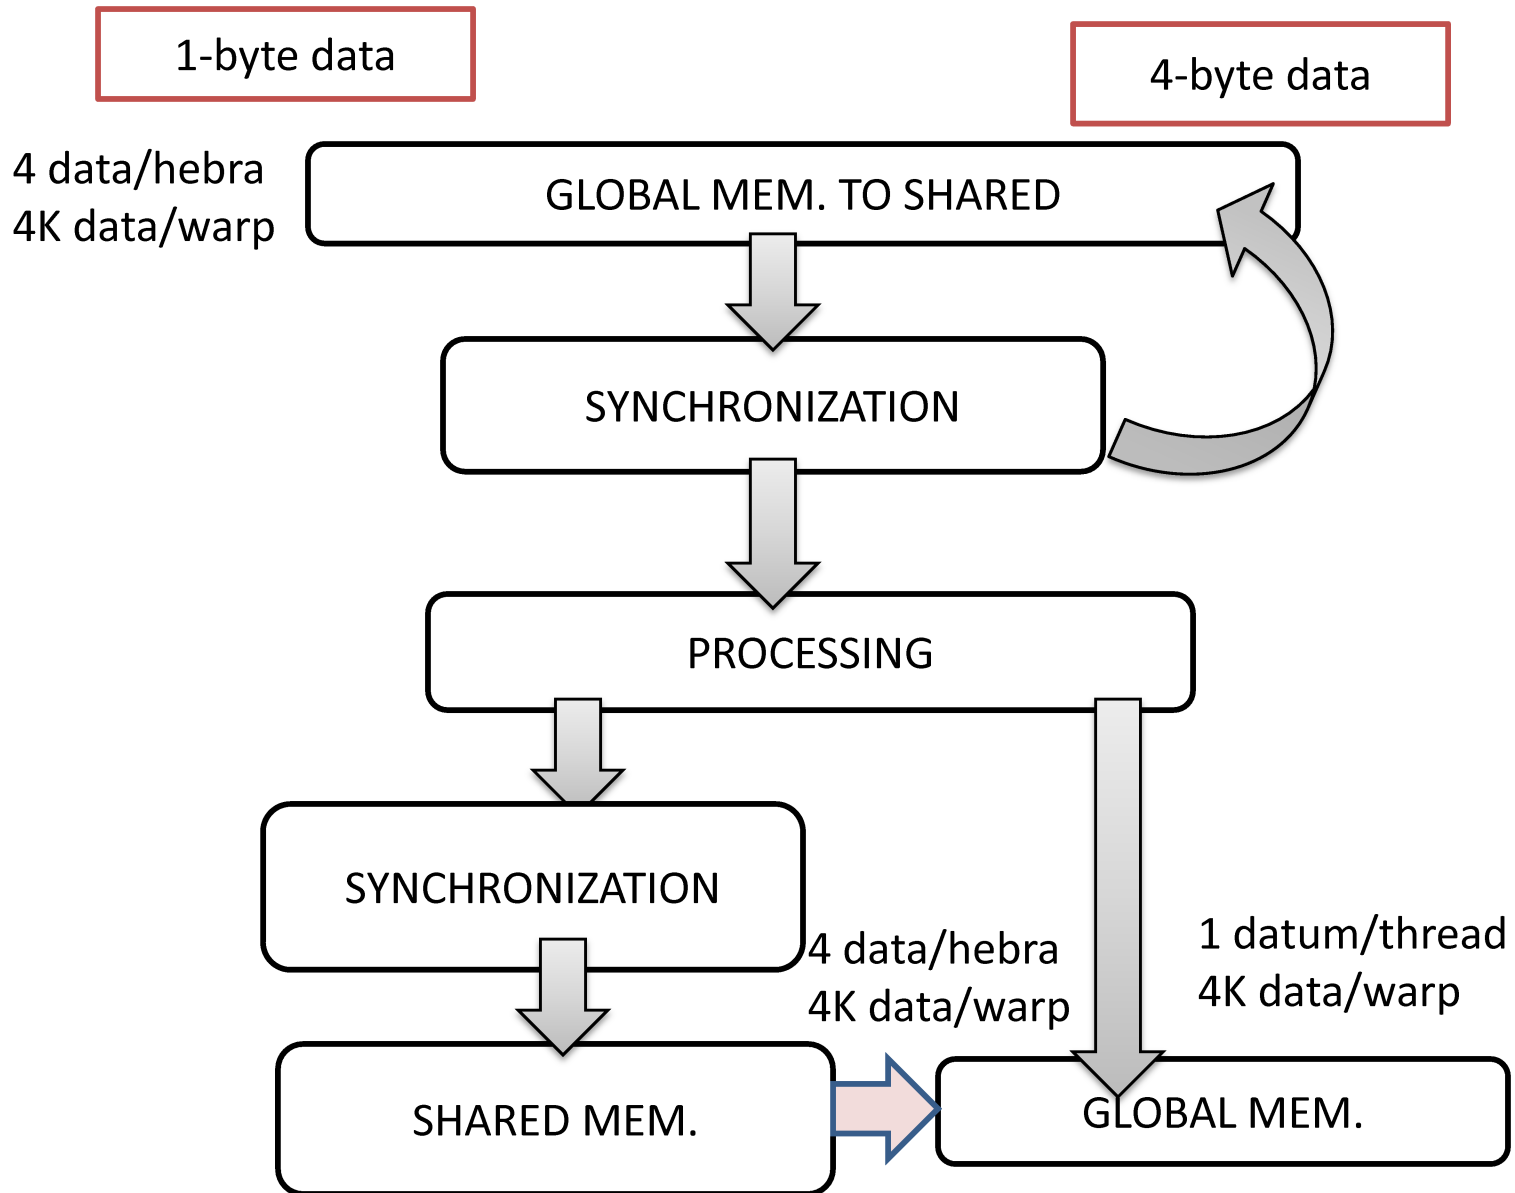 1-byte data
4-byte data
4 data/hebra
4K data/warp
GLOBAL MEM. TO SHARED
SYNCHRONIZATION
PROCESSING
SYNCHRONIZATION
4 data/hebra
4K data/warp
1 datum/thread
4K data/warp
SHARED MEM.
GLOBAL MEM.